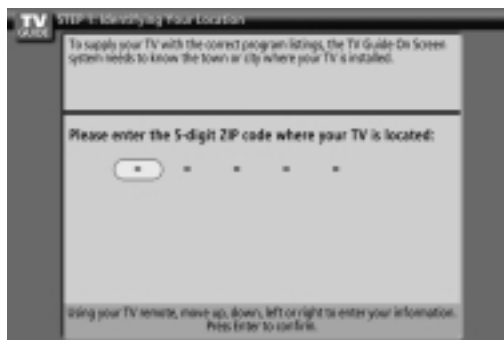 TV
GUIDE
STEP 1: Identifying Your Location
To supply your TV with the correct program listings, the TV Guide On Screen
system needs to know the town or city where your TV is installed.
Please enter the 5-digit ZIP code where your TV is located:
- - - - -
Using your TV remote, move up, down, left or right to enter your information.
Press Enter to confirm.